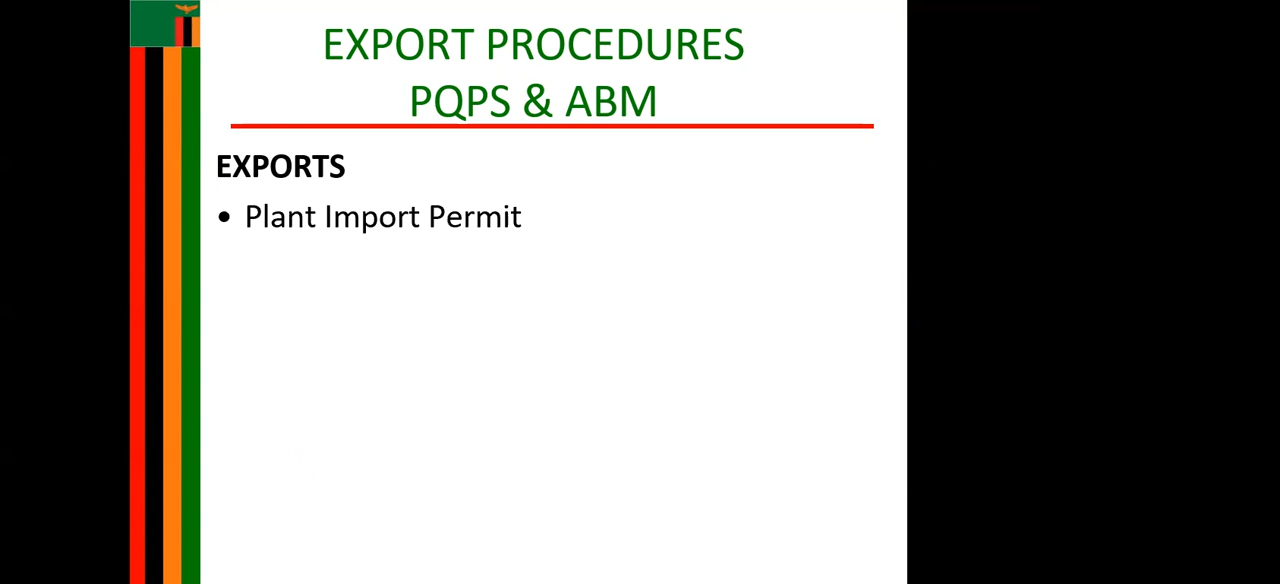 EXPORT PROCEDURES
PQPS & ABM
EXPORTS
• Plant Import Permit